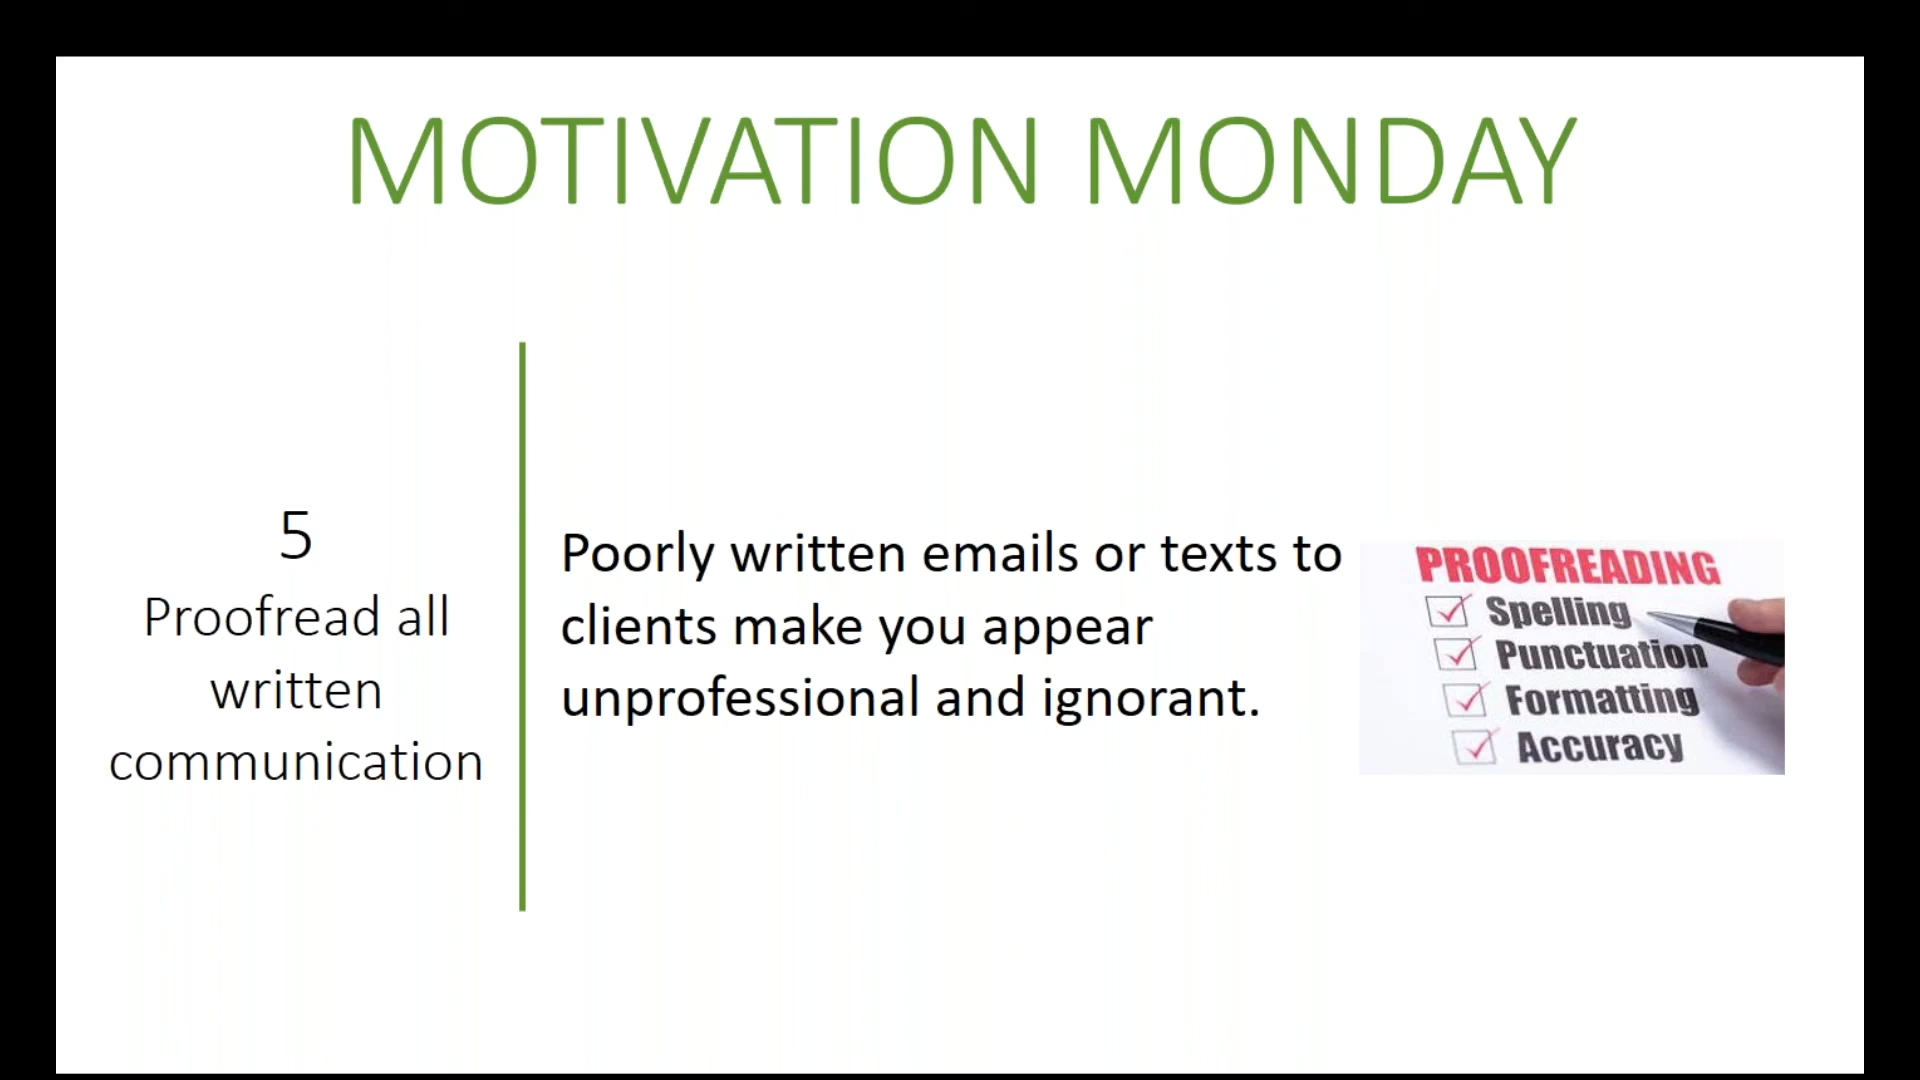 MOTIVATION MONDAY
5
Proofread all
written
communication
Poorly written emails or texts to
clients make you appear
unprofessional and ignorant.
PROOFREADING
Spelling
Punctuation
Formatting
Accuracy